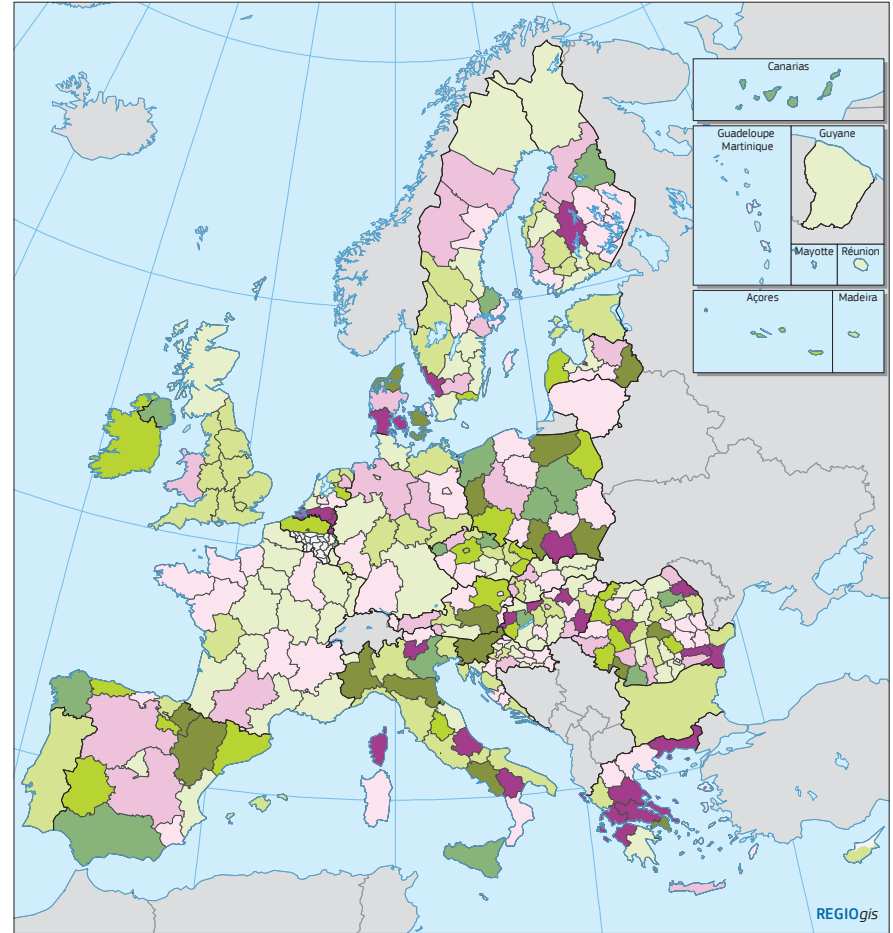 Canarias
Guadeloupe
Martinique
Guyane
Mayotte
Réunion
Açores
Madeira
REGIOgis